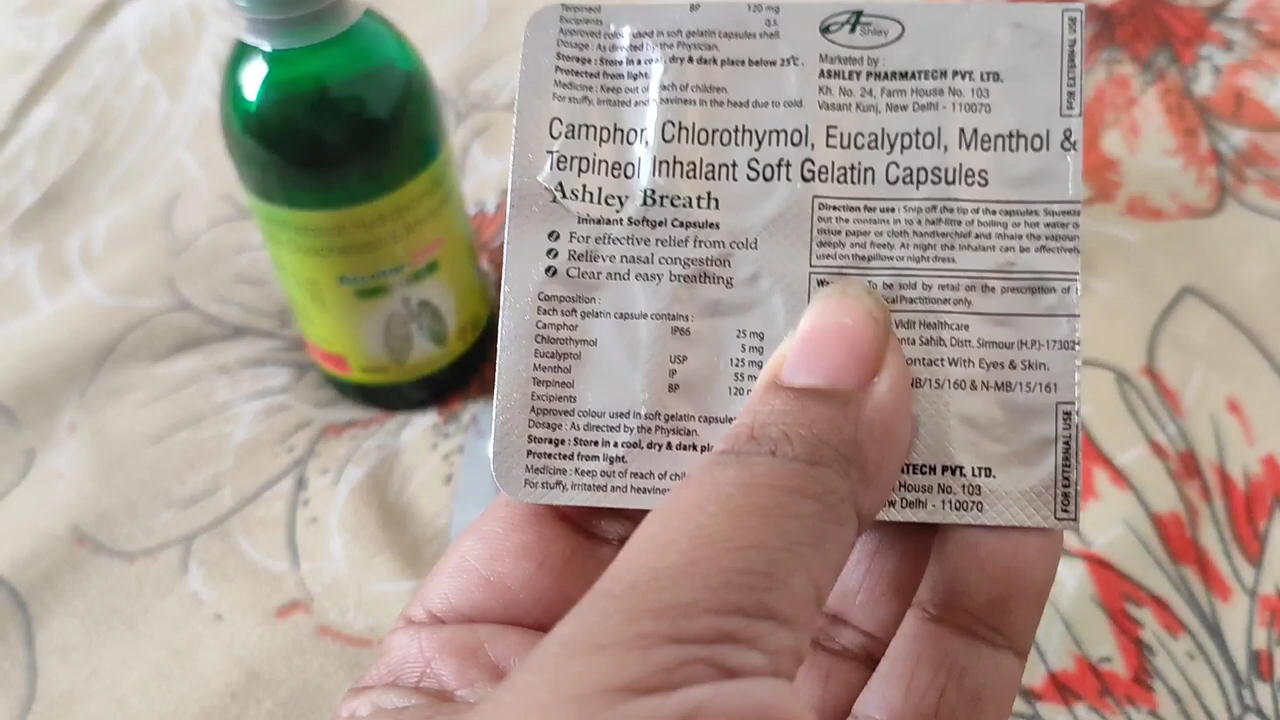 Terpineol BP 120 mg
Excipients q.s.
Approved colour used in soft gelatin capsules shell.
Dosage : As directed by the Physician.
Storage : Store in a cool, dry & dark place below 25°C.
Protected from light.
Medicine : Keep out of reach of children.
For stuffy, irritated and heaviness in the head due to cold.
Ashley
Marketed by :
ASHLEY PHARMATECH PVT. LTD.
Kh. No. 24, Farm House No. 103
Vasant Kunj, New Delhi - 110070
FOR EXTERNAL USE
Camphor, Chlorothymol, Eucalyptol, Menthol &
Terpineol Inhalant Soft Gelatin Capsules
Ashley Breath
Inhalant Softgel Capsules
For effective relief from cold
Relieve nasal congestion
Clear and easy breathing
Composition :
Each soft gelatin capsule contains :
Camphor IP66 25 mg
Chlorothymol 5 mg
Eucalyptol USP 125 mg
Menthol IP 55 m
Terpineol BP 120
Excipients
Approved colour used in soft gelatin capsule
Dosage : As directed by the Physician.
Storage : Store in a cool, dry & dark
Protected from light.
Medicine : Keep out of reach of
For stuffy, irritated and
Direction for use : Snip off the tip of the capsules. Squeeze
out the contains in to a half-litre of boiling or hot water
tissue paper or cloth handkerchief and inhale the vapour
deeply and freely. At night the inhalant can be effectively
used on the pillow or night dress.
To be sold by retail on the prescription of
Practitioner only.
Vidit Healthcare
Sahib, Distt. Sirmour (H.P.)-17302
Contact With Eyes & Skin.
/15/160 & N-MB/15/161
PVT. LTD.
House No. 103
Delhi - 110070
FOR EXTERNAL USE